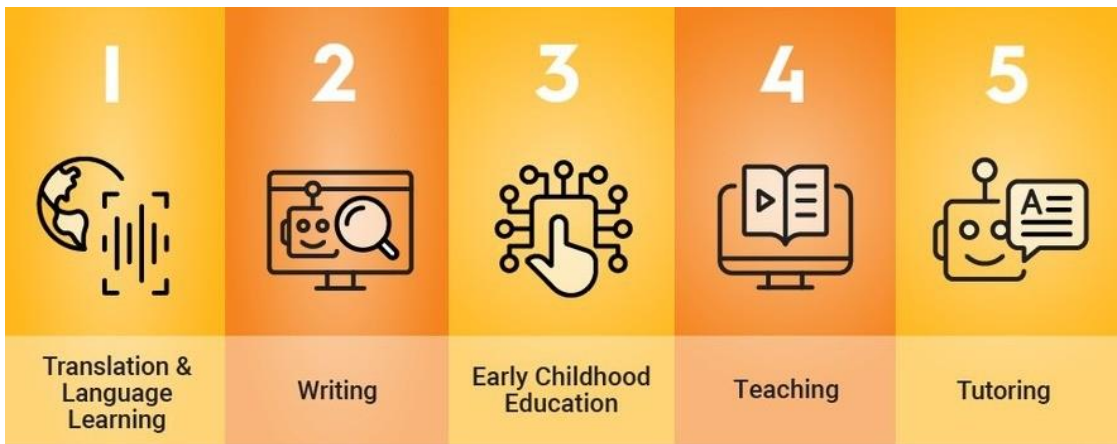 1
2
3
4
5
Translation &
Language
Learning
Writing
Early Childhood
Education
Teaching
Tutoring
A